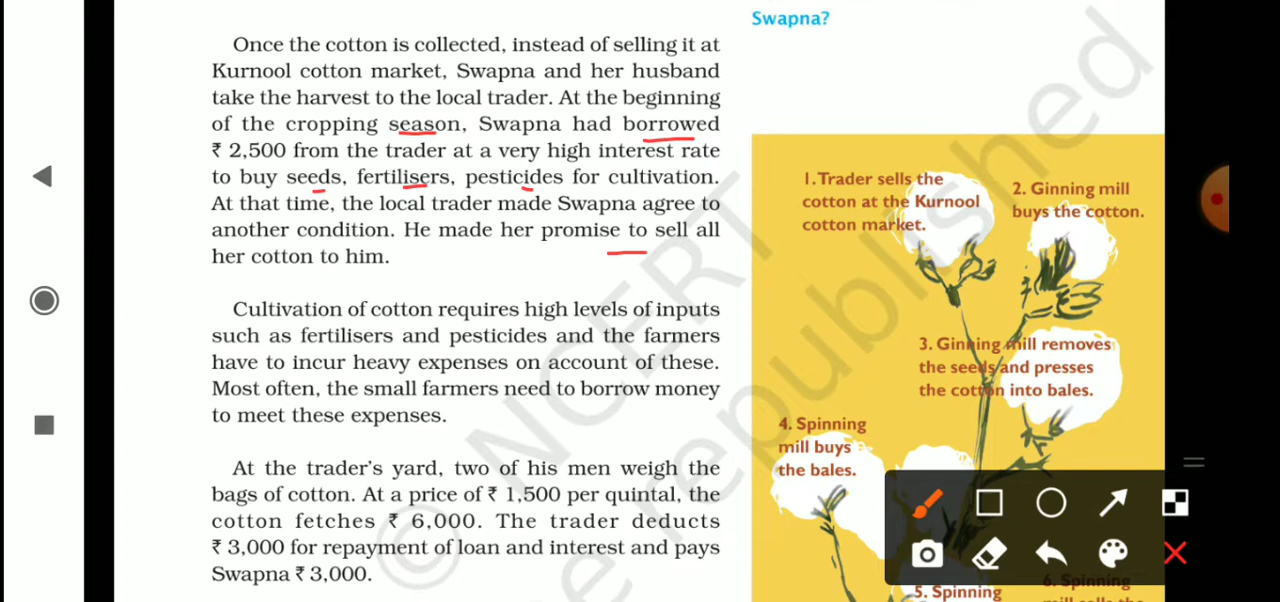 Swapna?
Once the cotton is collected, instead of selling it at
Kurnool cotton market, Swapna and her husband
take the harvest to the local trader. At the beginning
of the cropping season, Swapna had borrowed
₹ 2,500 from the trader at a very high interest rate
to buy seeds, fertilisers, pesticides for cultivation.
At that time, the local trader made Swapna agree to
another condition. He made her promise to sell all
her cotton to him.
Cultivation of cotton requires high levels of inputs
such as fertilisers and pesticides and the farmers
have to incur heavy expenses on account of these.
Most often, the small farmers need to borrow money
to meet these expenses.
At the trader's yard, two of his men weigh the
bags of cotton. At a price of ₹ 1,500 per quintal, the
cotton fetches ₹ 6,000. The trader deducts
₹ 3,000 for repayment of loan and interest and pays
Swapna ₹ 3,000.
1. Trader sells the
cotton at the Kurnool
cotton market.
2. Ginning mill
buys the cotton.
3. Ginning mill removes
the seeds and presses
the cotton into bales.
4. Spinning
mill buys
the bales.
5. Spinning
6. Spinning
mill sells the
© NCERT
be republished